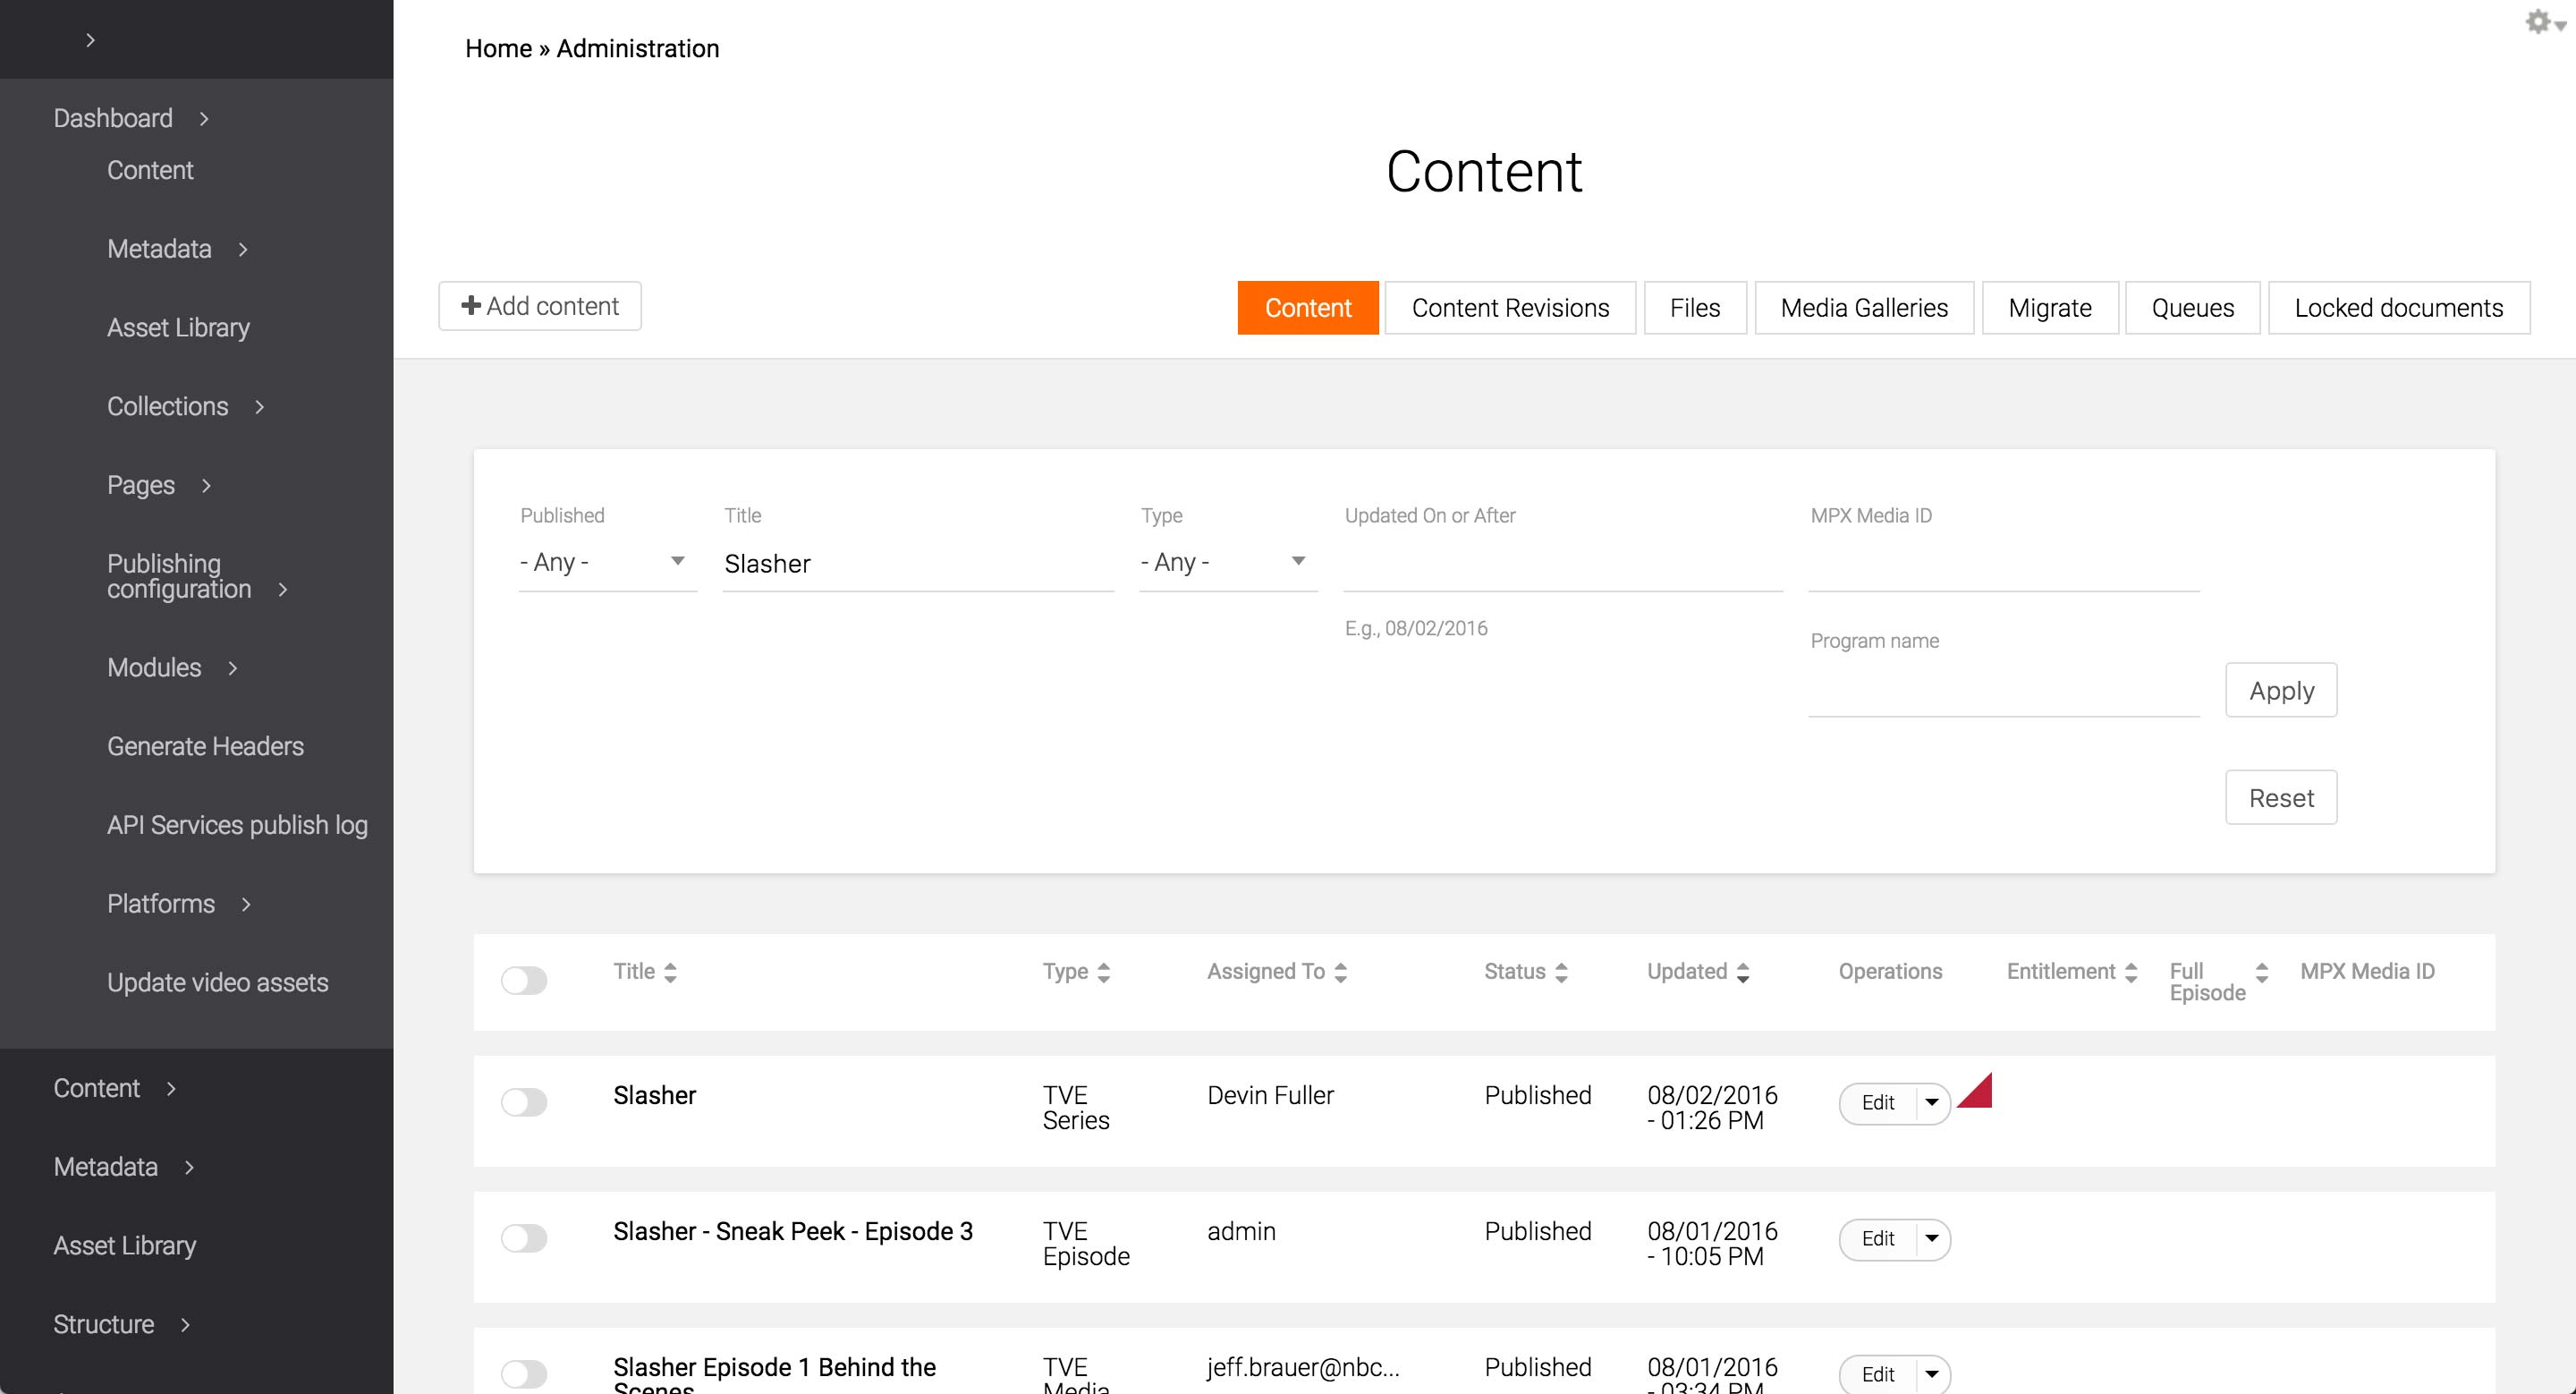 Home » Administration
Dashboard
Content
Metadata
Asset Library
Collections
Pages
Publishing
configuration
Modules
Generate Headers
API Services publish log
Platforms
Update video assets
Content
Metadata
Asset Library
Structure
Content
Add content
Content
Content Revisions
Files
Media Galleries
Migrate
Queues
Locked documents
Published
- Any -
Title
Slasher
Type
- Any -
Updated On or After
E.g., 08/02/2016
MPX Media ID
Program name
Apply
Reset
Title
Type
Assigned To
Status
Updated
Operations
Entitlement
Full
Episode
MPX Media ID
Slasher
TVE
Series
Devin Fuller
Published
08/02/2016
- 01:26 PM
Edit
Slasher - Sneak Peek - Episode 3
TVE
Episode
admin
Published
08/01/2016
- 10:05 PM
Edit
Slasher Episode 1 Behind the
Scenes
TVE
Media
jeff.brauer@nbc...
Published
08/01/2016
- 03:34 PM
Edit